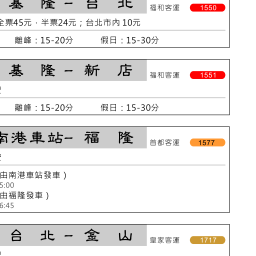 基 隆－台 北
福和客運
1550
全票45元，半票24元；台北市內 10元
離峰：15-20分
假日：15-30分
基 隆－新 店
福和客運
1551
離峰：15-20分
假日：15-30分
南港車站－福 隆
首都客運
1577
由南港車站發車）
5:00
由福隆發車）
6:45
台 北－金 山
皇家客運
1717